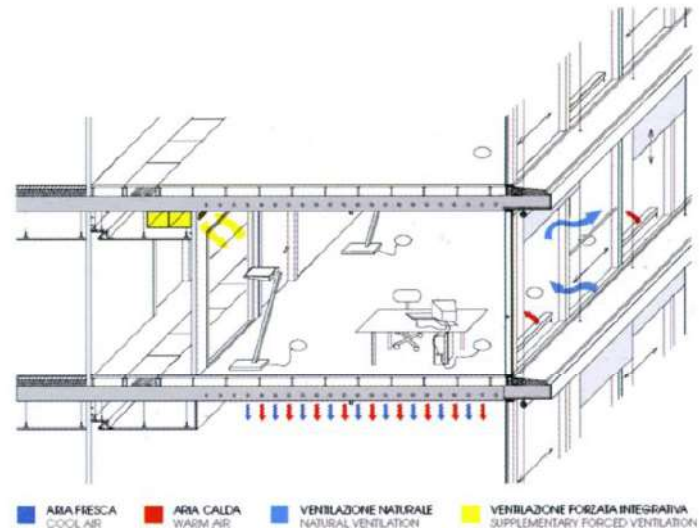 ARIA FRESCA
COOL AIR
ARIA CALDA
WARM AIR
VENTILAZIONE NATURALE
NATURAL VENTILATION
VENTILAZIONE FORZATA INTEGRATIVA
SUPPLEMENTARY FORCED VENTILATION